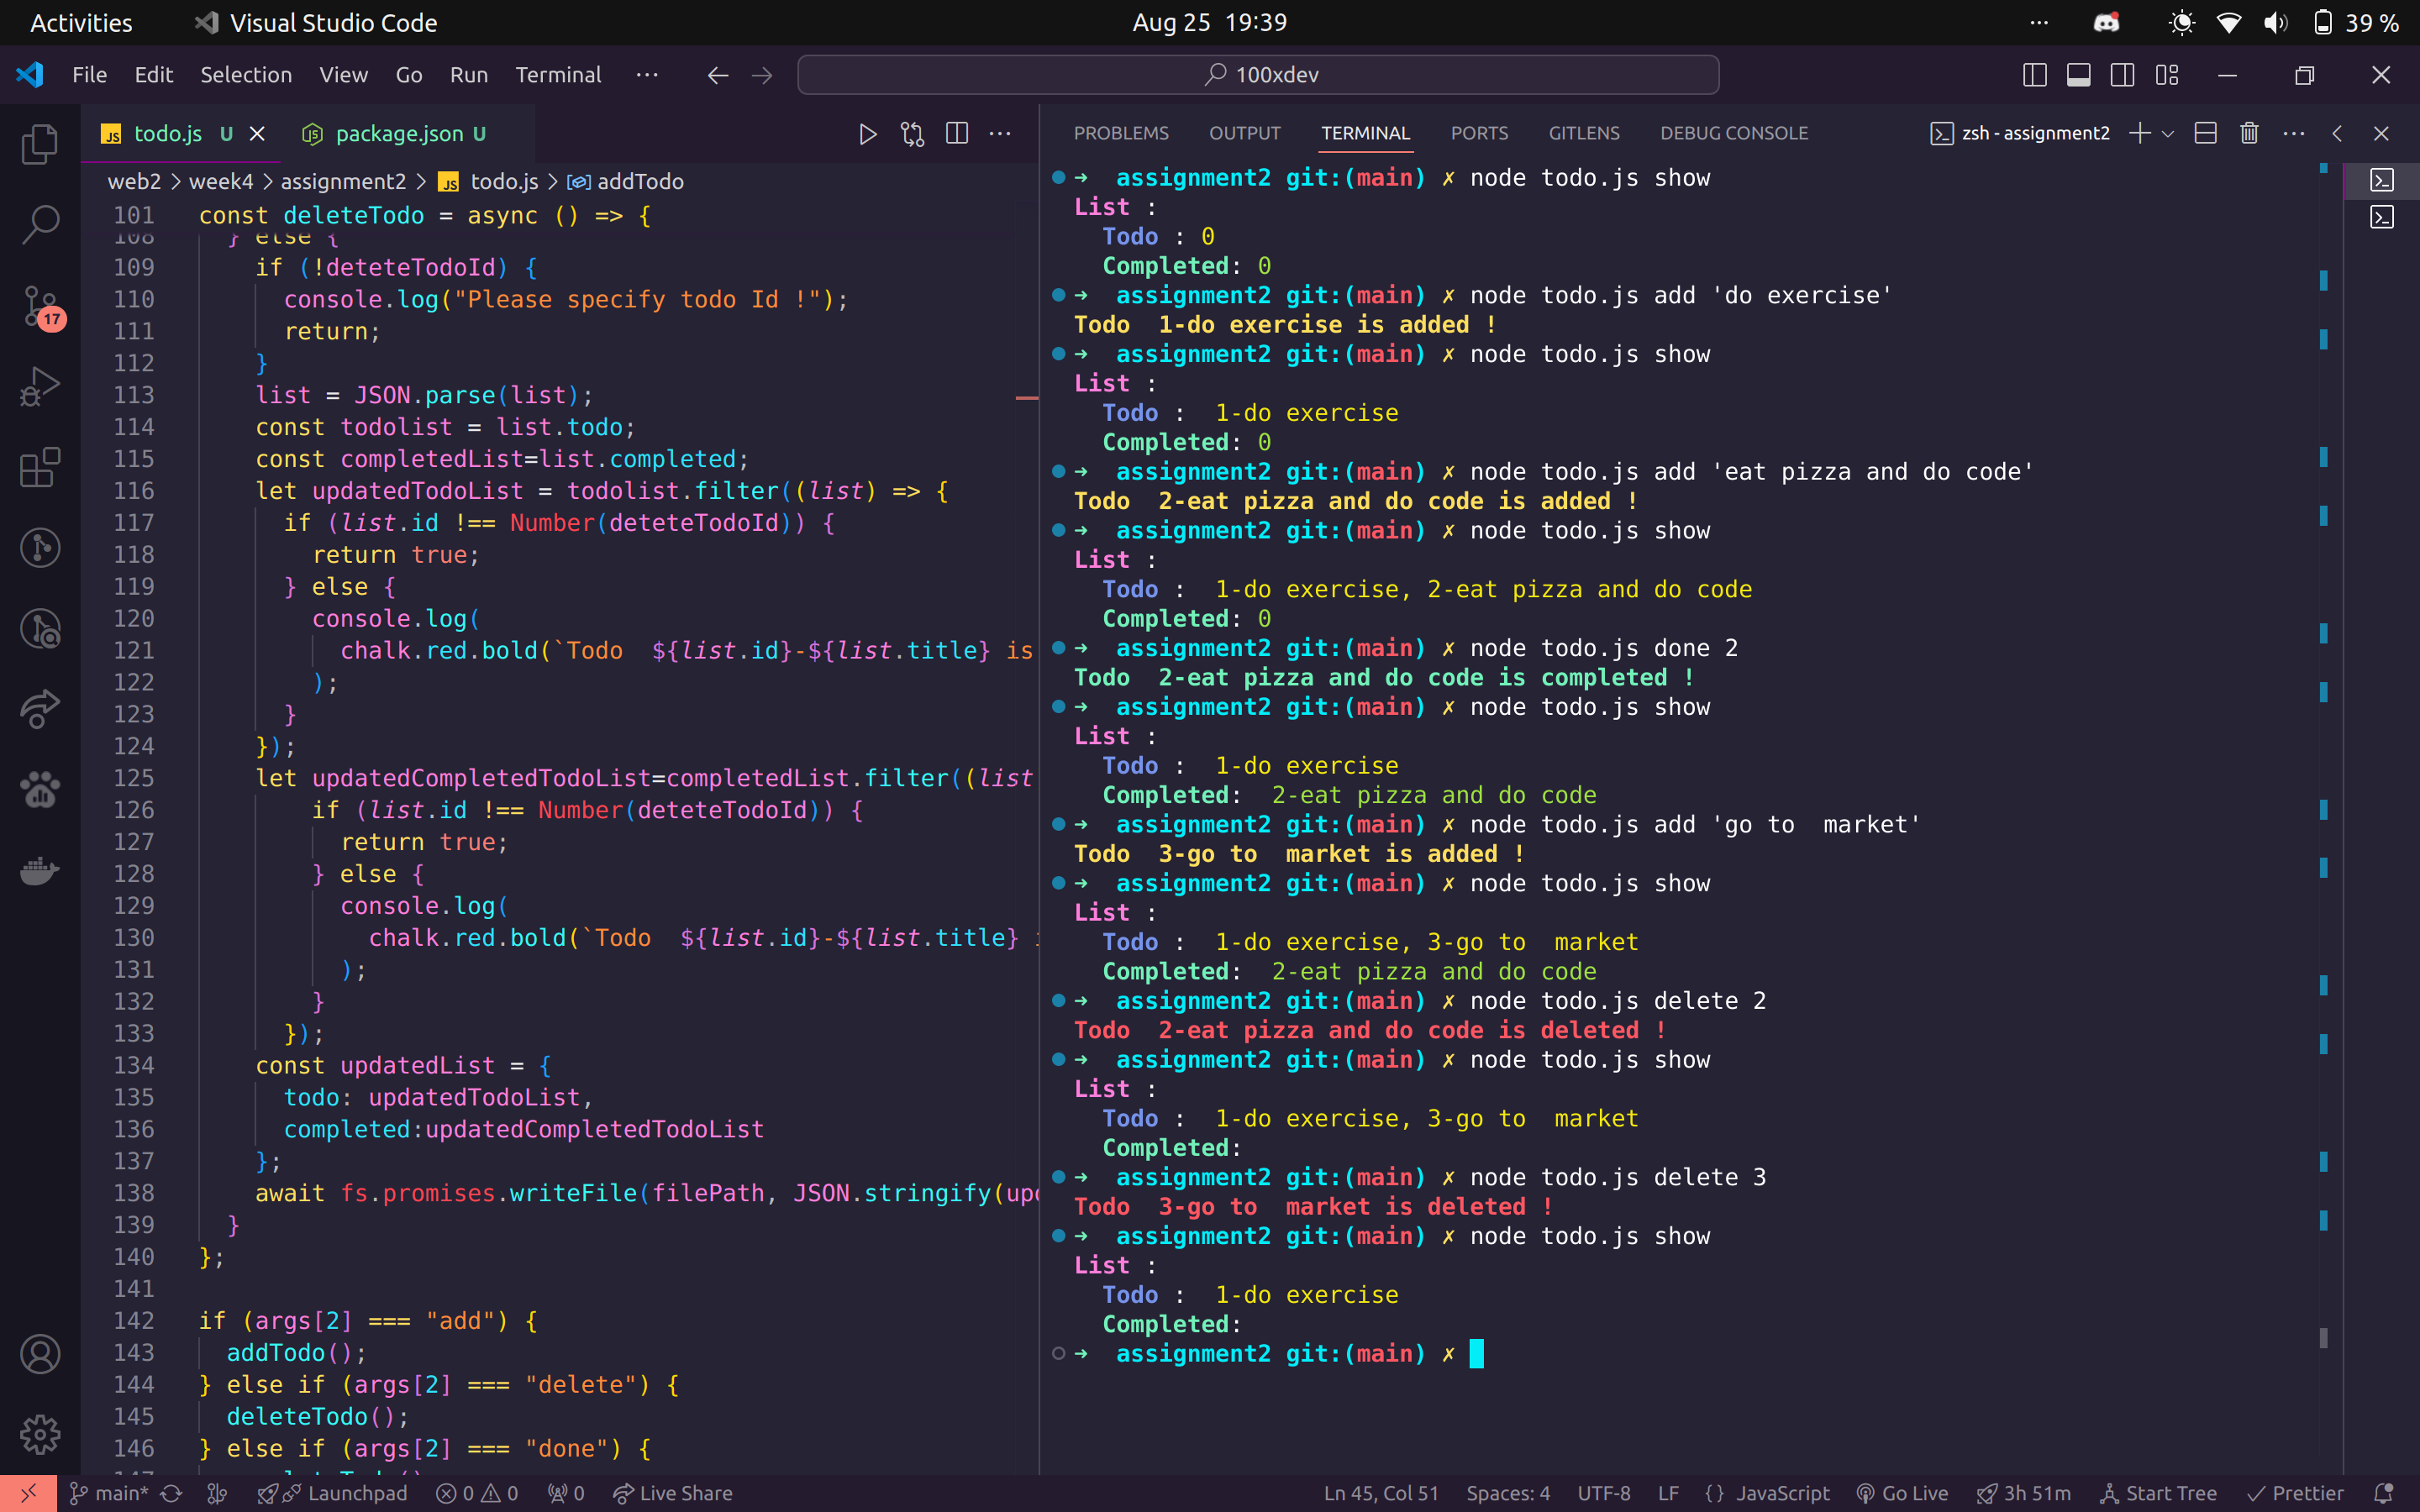 Activities Visual Studio Code Aug 25 19:39 39 %
File Edit Selection View Go Run Terminal 100xdev
todo.js U package.json U
web2 > week4 > assignment2 > todo.js > addTodo
101 const deleteTodo = async () => {
108 } else {
109 if (!deteteTodoId) {
110 console.log("Please specify todo Id !");
111 return;
112 }
113 list = JSON.parse(list);
114 const todolist = list.todo;
115 const completedList=list.completed;
116 let updatedTodoList = todolist.filter((list) => {
117 if (list.id !== Number(deteteTodoId)) {
118 return true;
119 } else {
120 console.log(
121 chalk.red.bold(`Todo  ${list.id}-${list.title} is
122 );
123 }
124 });
125 let updatedCompletedTodoList=completedList.filter((list
126 if (list.id !== Number(deteteTodoId)) {
127 return true;
128 } else {
129 console.log(
130 chalk.red.bold(`Todo  ${list.id}-${list.title}
131 );
132 }
133 });
134 const updatedList = {
135 todo: updatedTodoList,
136 completed:updatedCompletedTodoList
137 };
138 await fs.promises.writeFile(filePath, JSON.stringify(upd
139 }
140 };
141
142 if (args[2] === "add") {
143 addTodo();
144 } else if (args[2] === "delete") {
145 deleteTodo();
146 } else if (args[2] === "done") {
PROBLEMS OUTPUT TERMINAL PORTS GITLENS DEBUG CONSOLE zsh - assignment2
→ assignment2 git:(main) ✗ node todo.js show
List :
Todo : 0
Completed: 0
→ assignment2 git:(main) ✗ node todo.js add 'do exercise'
Todo  1-do exercise is added !
→ assignment2 git:(main) ✗ node todo.js show
List :
Todo :  1-do exercise
Completed: 0
→ assignment2 git:(main) ✗ node todo.js add 'eat pizza and do code'
Todo  2-eat pizza and do code is added !
→ assignment2 git:(main) ✗ node todo.js show
List :
Todo :  1-do exercise, 2-eat pizza and do code
Completed: 0
→ assignment2 git:(main) ✗ node todo.js done 2
Todo  2-eat pizza and do code is completed !
→ assignment2 git:(main) ✗ node todo.js show
List :
Todo :  1-do exercise
Completed:  2-eat pizza and do code
→ assignment2 git:(main) ✗ node todo.js add 'go to  market'
Todo  3-go to  market is added !
→ assignment2 git:(main) ✗ node todo.js show
List :
Todo :  1-do exercise, 3-go to  market
Completed:  2-eat pizza and do code
→ assignment2 git:(main) ✗ node todo.js delete 2
Todo  2-eat pizza and do code is deleted !
→ assignment2 git:(main) ✗ node todo.js show
List :
Todo :  1-do exercise, 3-go to  market
Completed:
→ assignment2 git:(main) ✗ node todo.js delete 3
Todo  3-go to  market is deleted !
→ assignment2 git:(main) ✗ node todo.js show
List :
Todo :  1-do exercise
Completed:
→ assignment2 git:(main) ✗
17
main* Launchpad 0 0 0 Live Share Ln 45, Col 51 Spaces: 4 UTF-8 LF {} JavaScript Go Live 3h 51m Start Tree Prettier